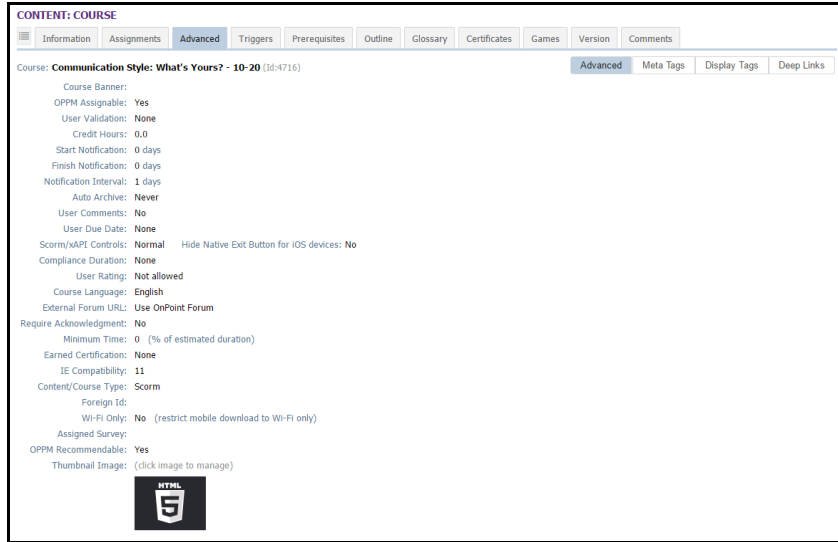 CONTENT: COURSE
Information Assignments Advanced Triggers Prerequisites Outline Glossary Certificates Games Version Comments
Course: Communication Style: What's Yours? - 10-20 (Id:4716) Advanced Meta Tags Display Tags Deep Links
Course Banner:
OPPM Assignable: Yes
User Validation: None
Credit Hours: 0.0
Start Notification: 0 days
Finish Notification: 0 days
Notification Interval: 1 days
Auto Archive: Never
User Comments: No
User Due Date: None
Scorm/xAPI Controls: Normal Hide Native Exit Button for iOS devices: No
Compliance Duration: None
User Rating: Not allowed
Course Language: English
External Forum URL: Use OnPoint Forum
Require Acknowledgment: No
Minimum Time: 0 (% of estimated duration)
Earned Certification: None
IE Compatibility: 11
Content/Course Type: Scorm
Foreign Id:
Wi-Fi Only: No (restrict mobile download to Wi-Fi only)
Assigned Survey:
OPPM Recommendable: Yes
Thumbnail Image: (click image to manage)
HTML
5